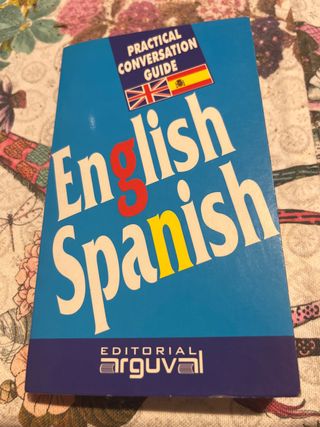 PRACTICAL
CONVERSATION
GUIDE
English
Spanish
EDITORIAL
arguval